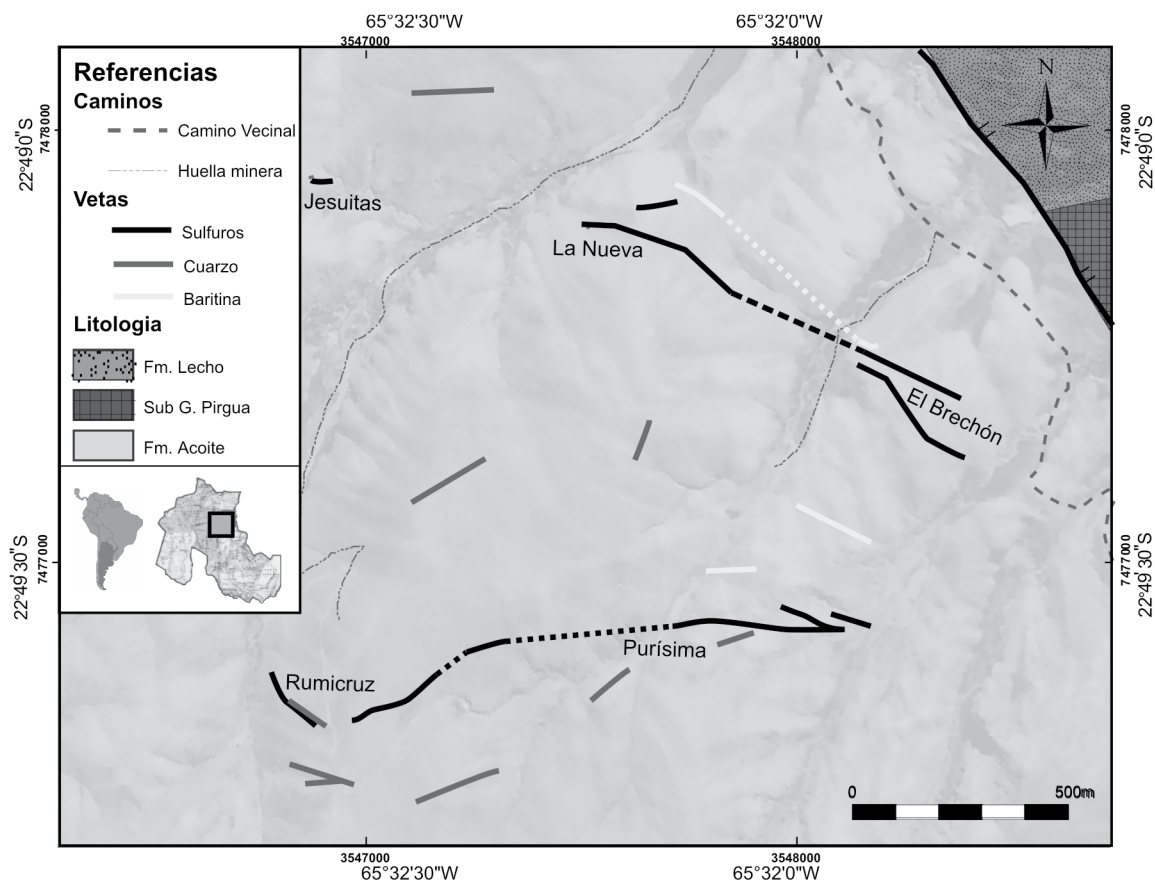 65°32'30"W
65°32'0"W
3547000
3548000
22°49'0"S
7478000
7478000
22°49'0"S
Referencias
Caminos
Camino Vecinal
Huella minera
Vetas
Sulfuros
Cuarzo
Baritina
Litologia
Fm. Lecho
Sub G. Pirgua
Fm. Acoite
N
Jesuitas
La Nueva
El Brechón
22°49'30"S
7477000
7477000
22°49'30"S
Purísima
Rumicruz
0
500m
3547000
3548000
65°32'30"W
65°32'0"W